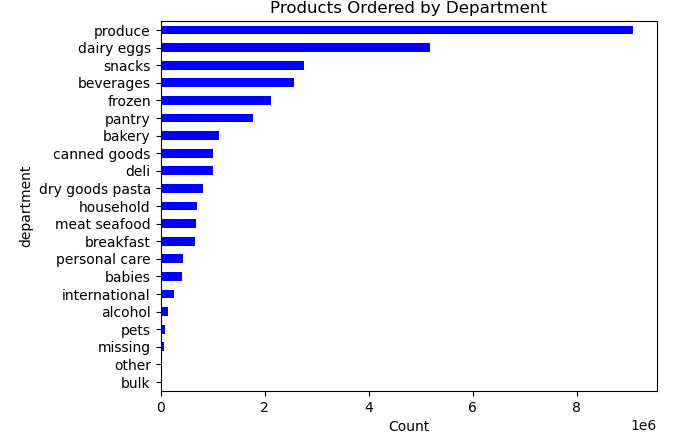 Products Ordered by Department
produce
dairy eggs
snacks
beverages
frozen
pantry
bakery
canned goods
deli
dry goods pasta
household
meat seafood
breakfast
personal care
babies
international
alcohol
pets
missing
other
bulk
department
0 2 4 6 8
1e6
Count